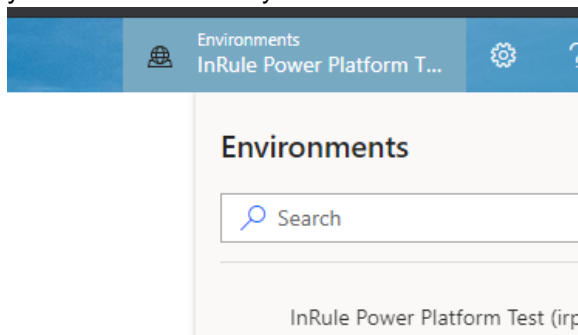 Environments
InRule Power Platform T...
Environments
Search
InRule Power Platform Test (irp